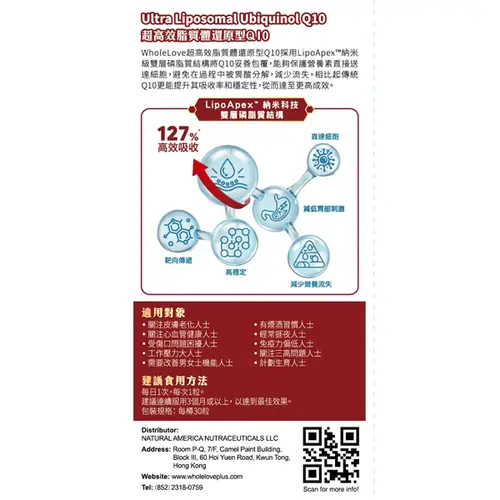 Ultra Liposomal Ubiquinol Q10
超高效脂質體還原型Q10
WholeLove超高效脂質體還原型Q10採用LipoApex™納米
級雙層磷脂質結構將Q10妥善包覆，能夠保護營養素直接送
達細胞，避免在過程中被胃酸分解，減少流失。相比起傳統
Q10更能提升其吸收率和穩定性，從而達至更高成效。
LipoApex™ 納米科技
雙層磷脂質結構
127%*
高效吸收
直達細胞
減低胃部刺激
靶向傳遞
高穩定
減少營養流失
適用對象
• 關注皮膚老化人士
• 關注心血管健康人士
• 受傷口問題困擾人士
• 工作壓力大人士
• 需要改善男女士機能人士
• 有煙酒習慣人士
• 經常捱夜人士
• 免疫力偏低人士
• 關注三高問題人士
• 計劃生育人士
建議食用方法
每日1次，每次1粒。
建議連續服用3個月或以上，以達到最佳效果。
包裝規格：每樽30粒
Distributor:
NATURAL AMERICA NUTRACEUTICALS LLC
Address: Room P-Q, 7/F, Camel Paint Building,
Block III, 60 Hoi Yuen Road, Kwun Tong,
Hong Kong
Website: www.wholeloveplus.com
Tel: (852) 2318-0759
Scan for more info!